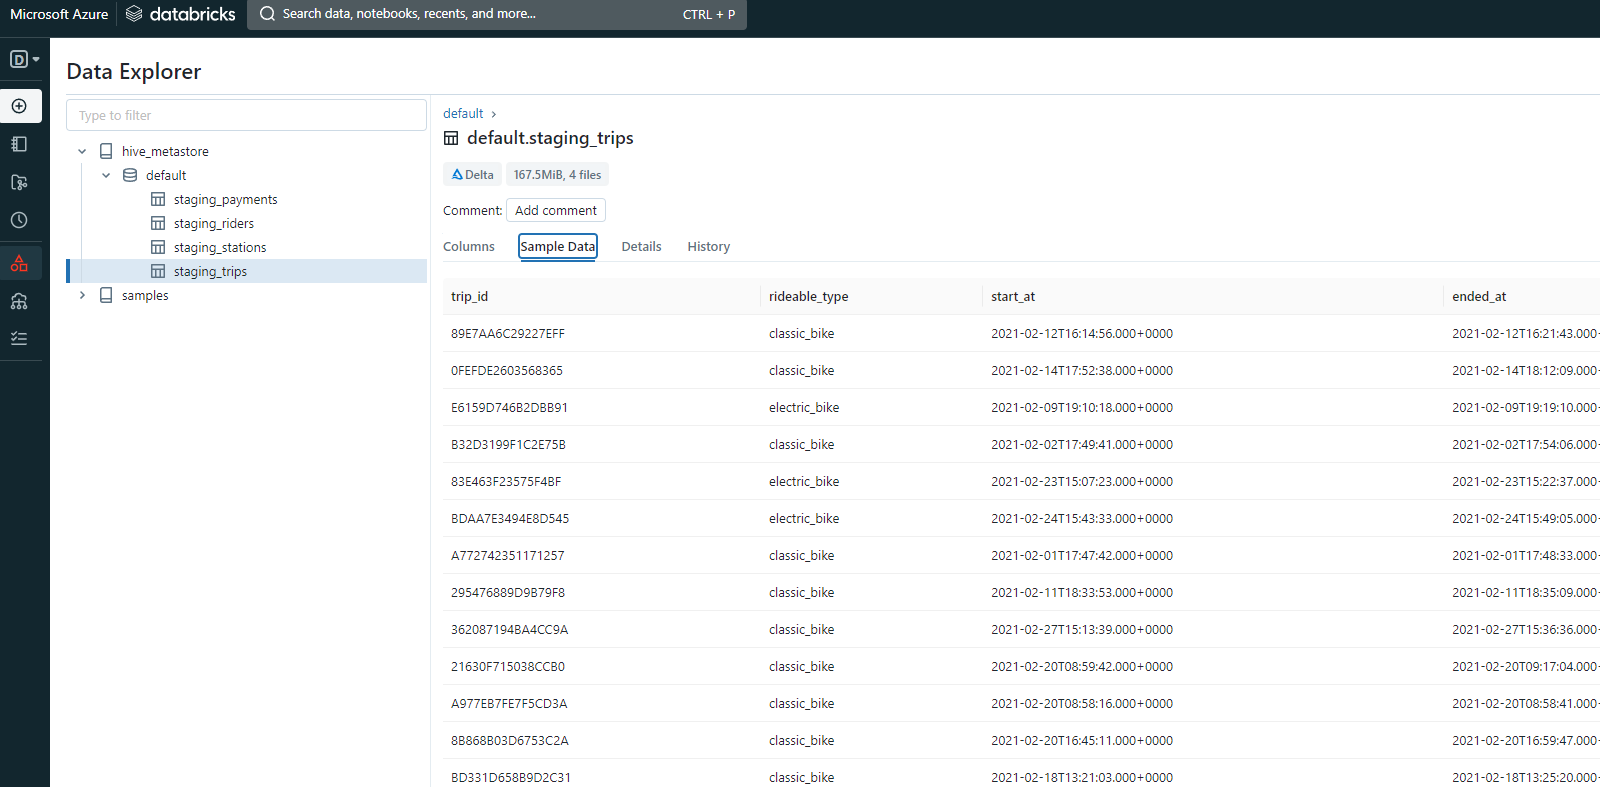 Microsoft Azure databricks Search data, notebooks, recents, and more... CTRL + P
D
Data Explorer
Type to filter
hive_metastore
default
staging_payments
staging_riders
staging_stations
staging_trips
samples
default >
default.staging_trips
Delta 167.5MiB, 4 files
Comment: Add comment
Columns Sample Data Details History
trip_id rideable_type start_at ended_at
89E7AA6C29227EFF classic_bike 2021-02-12T16:14:56.000+0000 2021-02-12T16:21:43.000
0FEFDE2603568365 classic_bike 2021-02-14T17:52:38.000+0000 2021-02-14T18:12:09.000
E6159D746B2DBB91 electric_bike 2021-02-09T19:10:18.000+0000 2021-02-09T19:19:10.000
B32D3199F1C2E75B classic_bike 2021-02-02T17:49:41.000+0000 2021-02-02T17:54:06.000
83E463F23575F4BF electric_bike 2021-02-23T15:07:23.000+0000 2021-02-23T15:22:37.000
BDAA7E3494E8D545 electric_bike 2021-02-24T15:43:33.000+0000 2021-02-24T15:49:05.000
A772742351171257 classic_bike 2021-02-01T17:47:42.000+0000 2021-02-01T17:48:33.000
295476889D9B79F8 classic_bike 2021-02-11T18:33:53.000+0000 2021-02-11T18:35:09.000
362087194BA4CC9A classic_bike 2021-02-27T15:13:39.000+0000 2021-02-27T15:36:36.000
21630F715038CCB0 classic_bike 2021-02-20T08:59:42.000+0000 2021-02-20T09:17:04.000
A977EB7FE7F5CD3A classic_bike 2021-02-20T08:58:16.000+0000 2021-02-20T08:58:41.000
8B868B03D6753C2A classic_bike 2021-02-20T16:45:11.000+0000 2021-02-20T16:59:47.000
BD331D658B9D2C31 classic_bike 2021-02-18T13:21:03.000+0000 2021-02-18T13:25:20.000